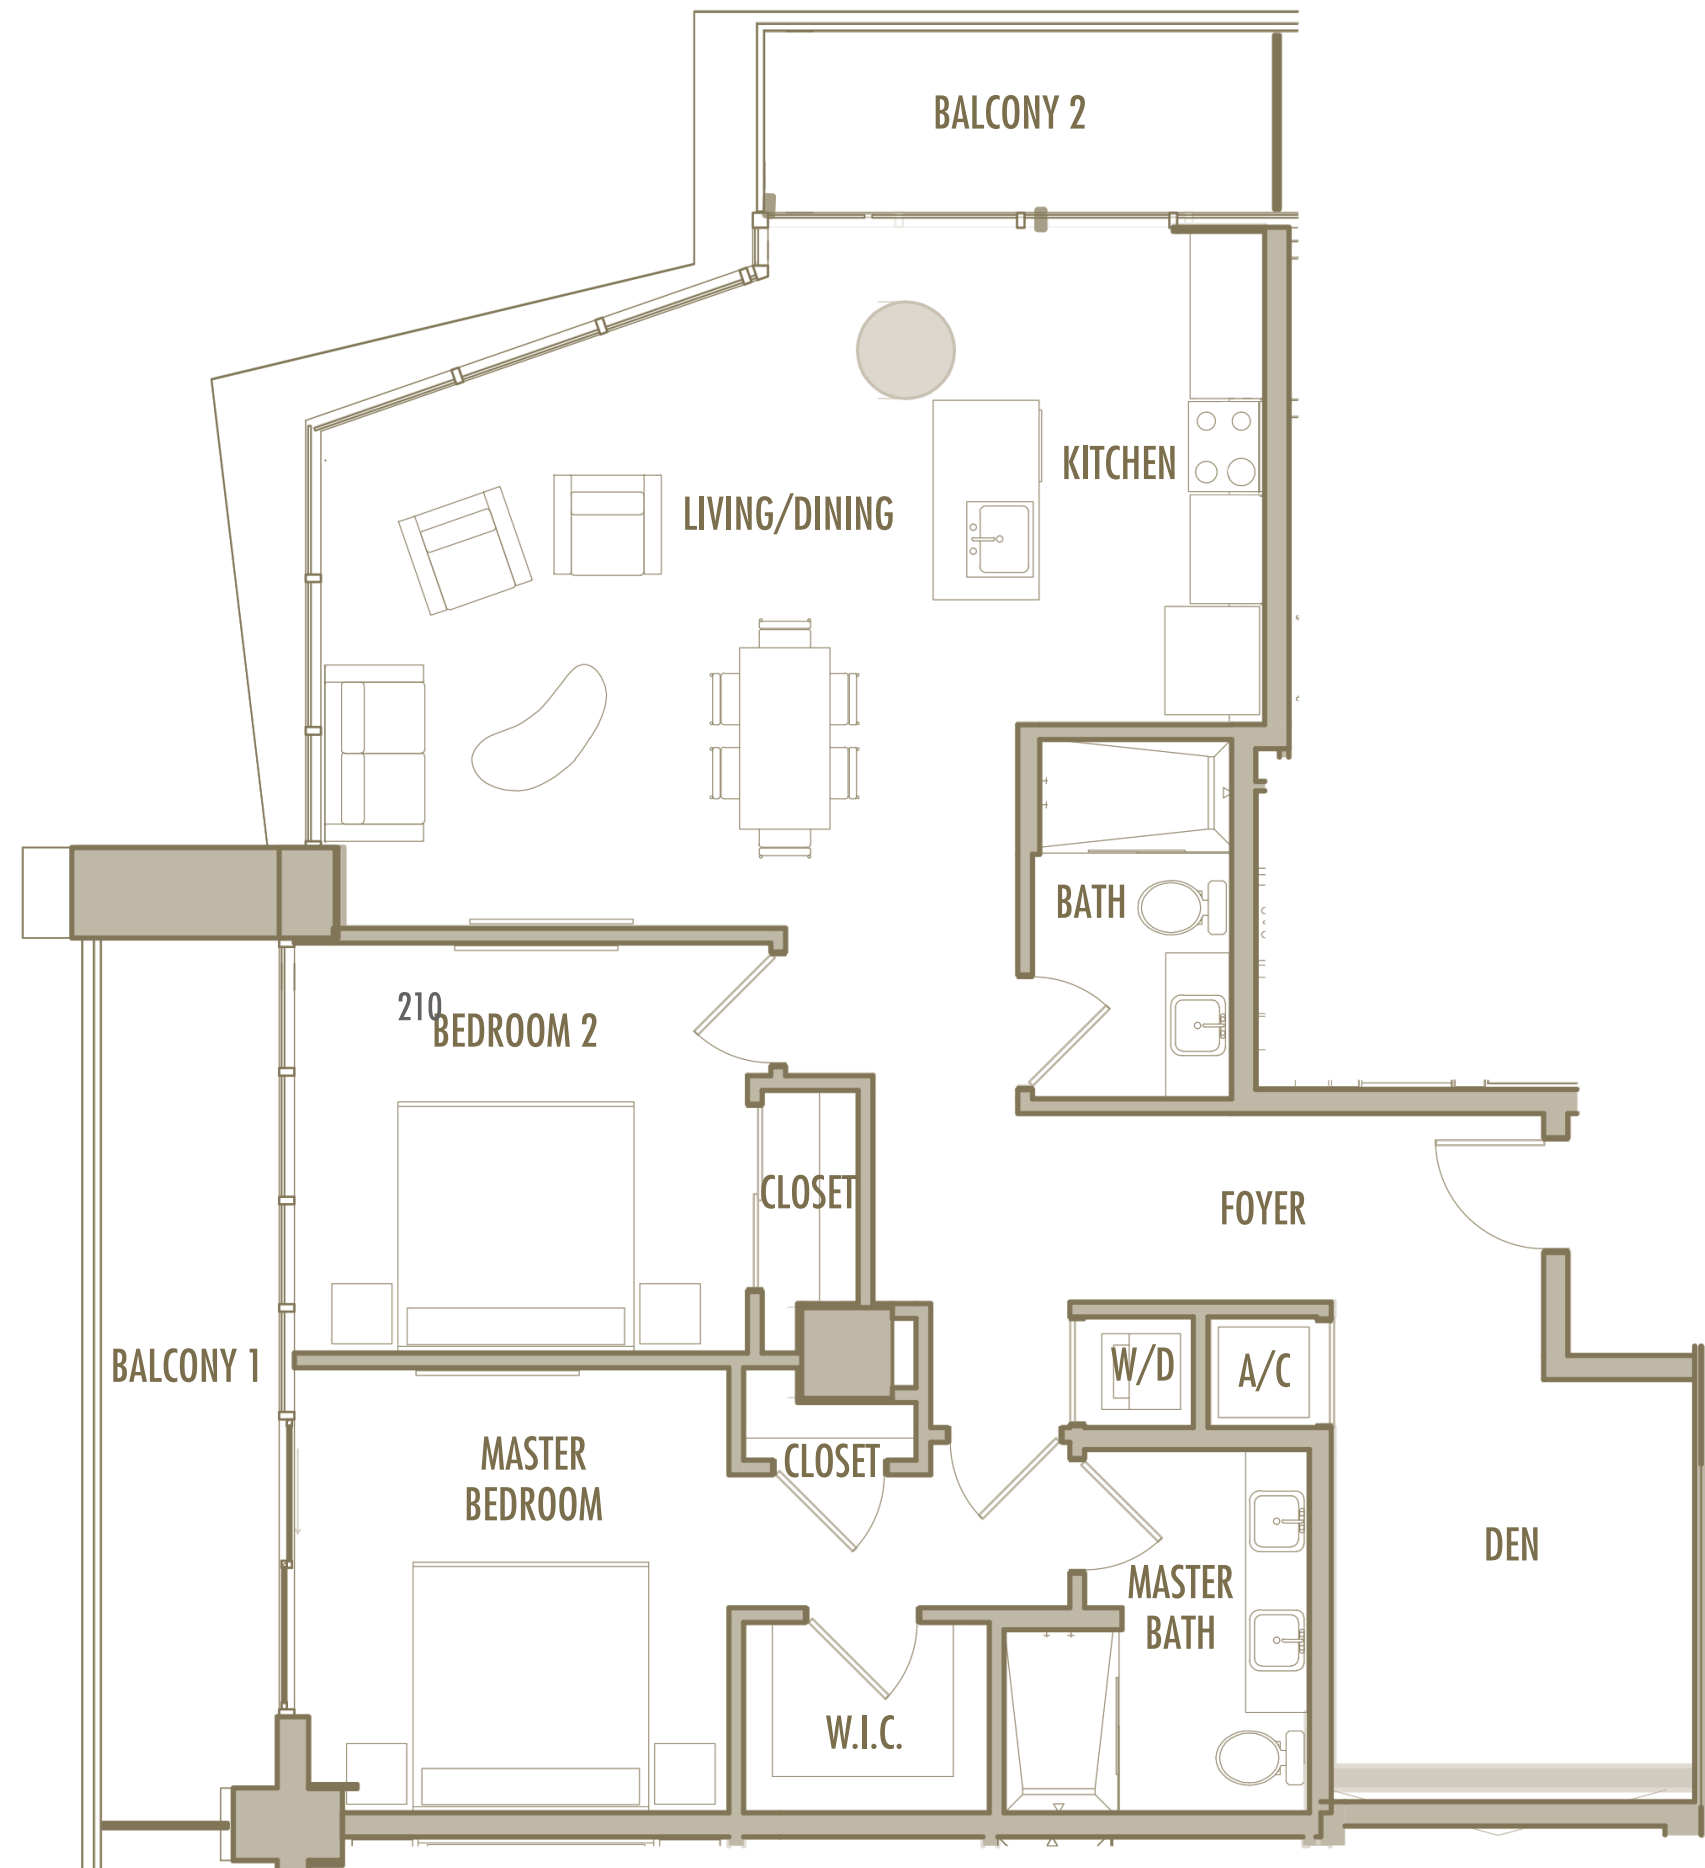 BALCONY 2
KITCHEN
LIVING/DINING
BATH
210
BEDROOM 2
CLOSET
FOYER
BALCONY 1
W/D
A/C
MASTER
BEDROOM
CLOSET
DEN
MASTER
BATH
W.I.C.